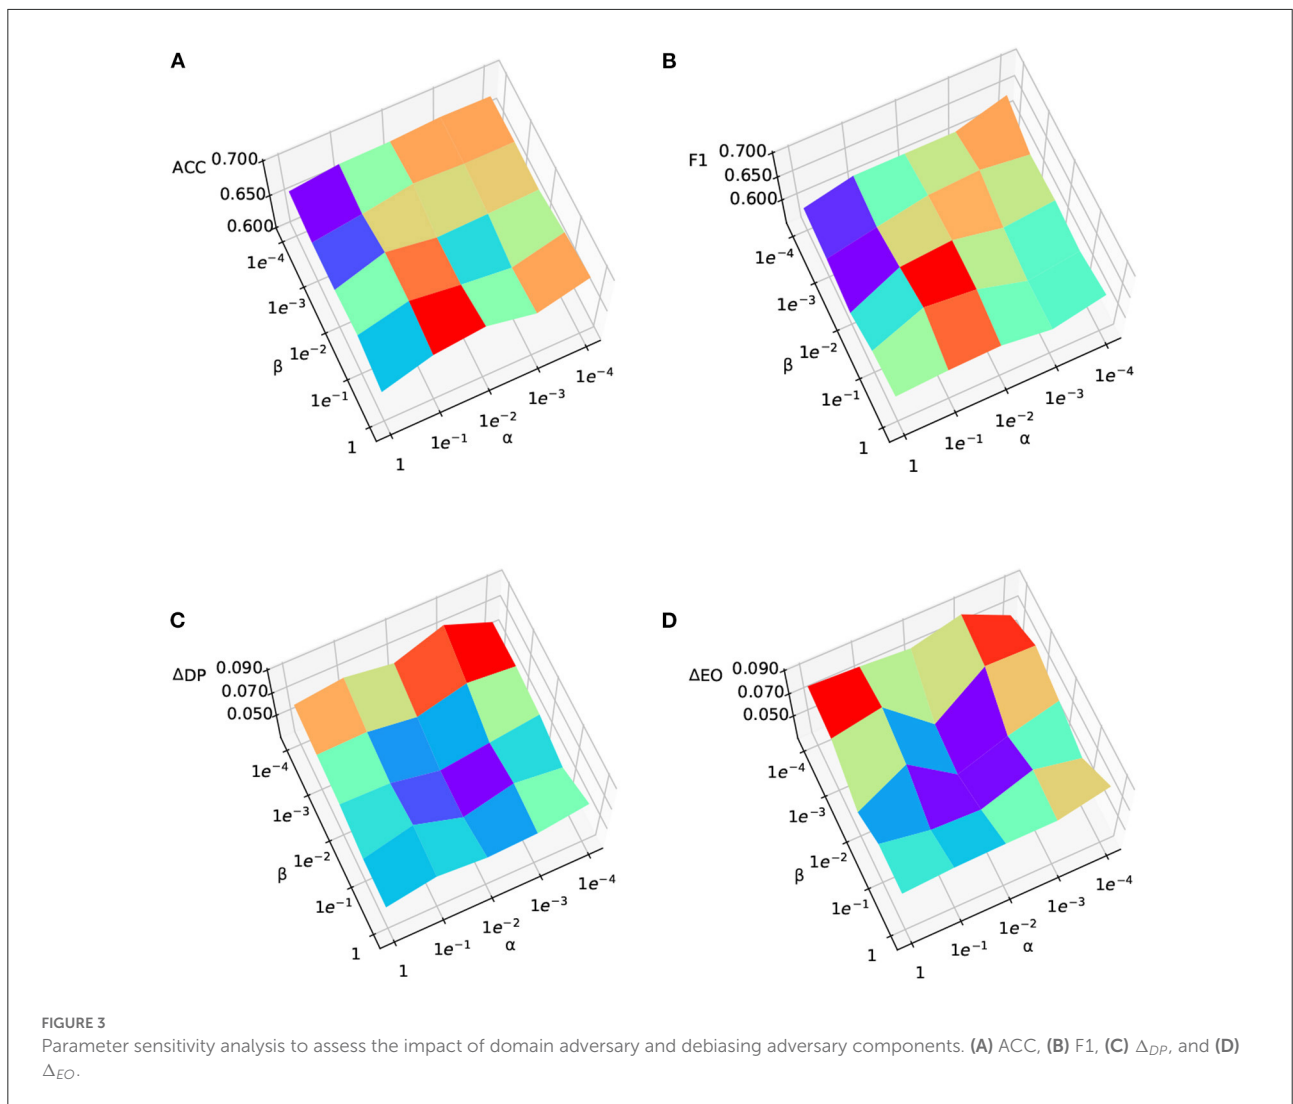 A
ACC
0.700
0.650
0.600
1e⁻⁴
1e⁻³
1e⁻²
1e⁻¹
1
β
1
1e⁻¹
1e⁻²
1e⁻³
1e⁻⁴
α
B
F1
0.700
0.650
0.600
1e⁻⁴
1e⁻³
1e⁻²
1e⁻¹
1
β
1
1e⁻¹
1e⁻²
1e⁻³
1e⁻⁴
α
C
ΔDP
0.090
0.070
0.050
1e⁻⁴
1e⁻³
1e⁻²
1e⁻¹
1
β
1
1e⁻¹
1e⁻²
1e⁻³
1e⁻⁴
α
D
ΔEO
0.090
0.070
0.050
1e⁻⁴
1e⁻³
1e⁻²
1e⁻¹
1
β
1
1e⁻¹
1e⁻²
1e⁻³
1e⁻⁴
α
FIGURE 3
Parameter sensitivity analysis to assess the impact of domain adversary and debiasing adversary components. (A) ACC, (B) F1, (C) Δ_DP, and (D)
Δ_EO.